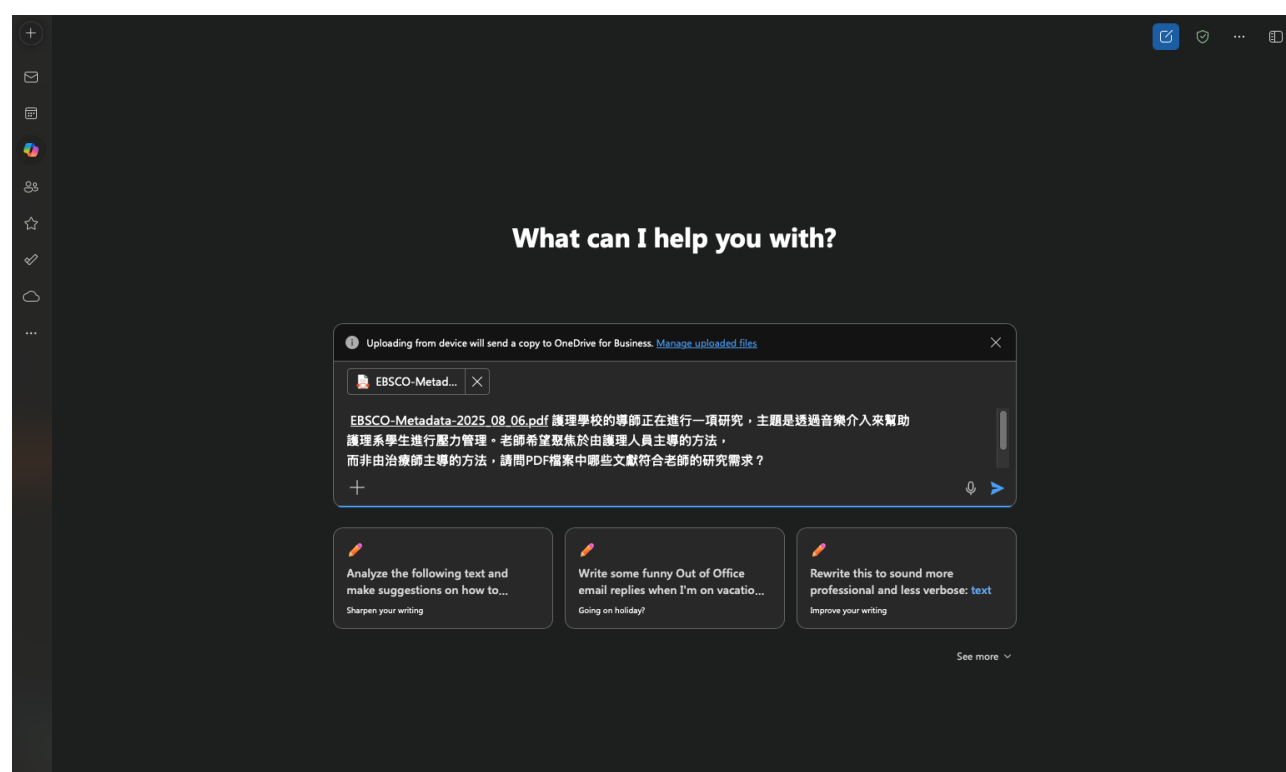 What can I help you with?
Uploading from device will send a copy to OneDrive for Business. Manage uploaded files
EBSCO-Metad...
EBSCO-Metadata-2025_08_06.pdf 護理學校的導師正在進行一項研究，主題是透過音樂介入來幫助
護理系學生進行壓力管理。老師希望聚焦於由護理人員主導的方法，
而非由治療師主導的方法，請問PDF檔案中哪些文獻符合老師的研究需求？
Analyze the following text and
make suggestions on how to...
Sharpen your writing
Write some funny Out of Office
email replies when I'm on vacatio...
Going on holiday?
Rewrite this to sound more
professional and less verbose: text
Improve your writing
See more